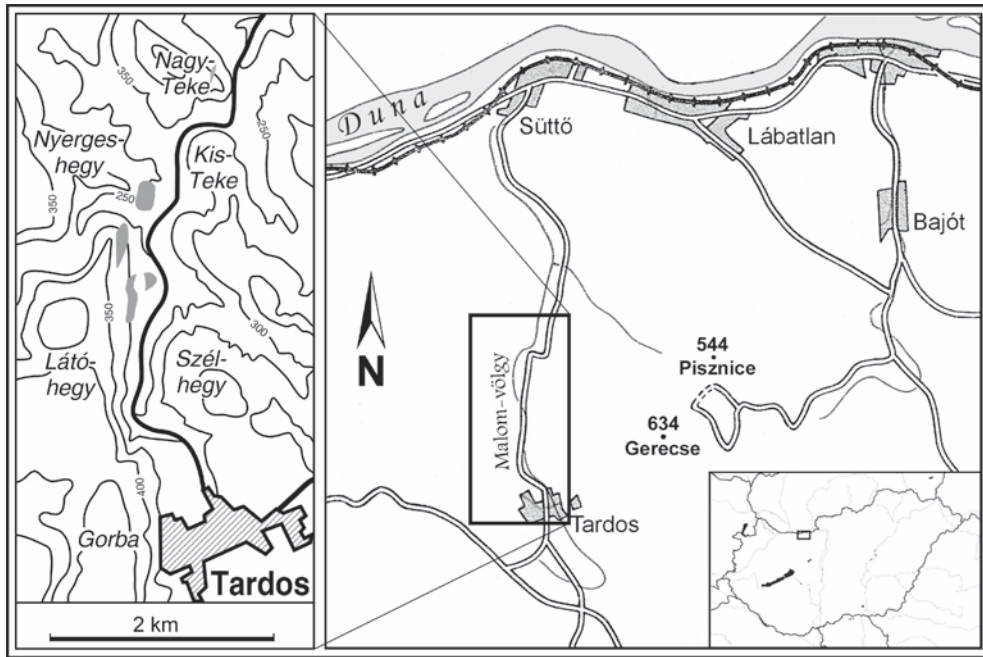 350
Nagy-
Teke
250
Nyerges-
hegy
Kis-
Teke
350
250
350
300
Látó-
hegy
Szél-
hegy
400
Gorba
Tardos
2 km
Duna
Süttő
Lábatlan
Bajót
N
Malom-völgy
544
Pisznice
634
Gerecse
Tardos